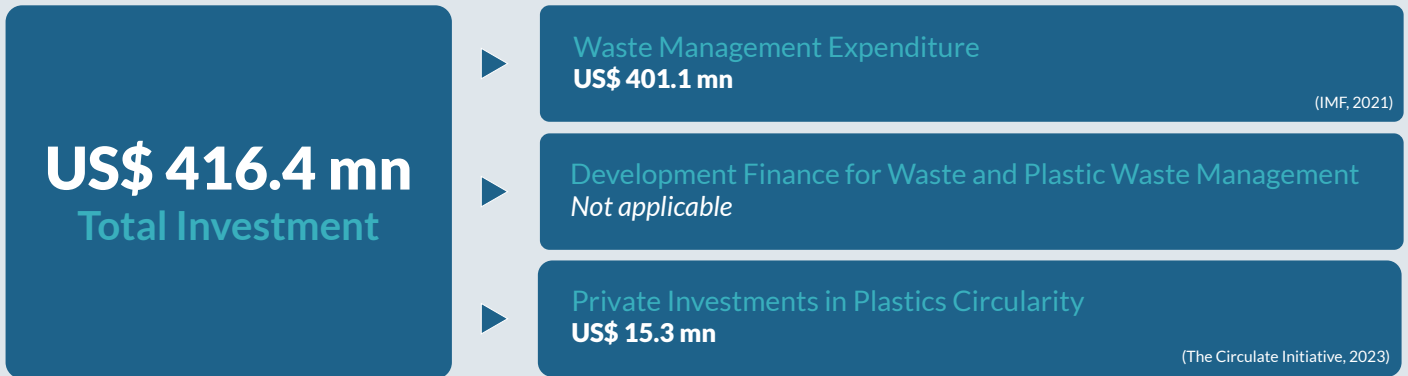 US$ 416.4 mn
Total Investment
Waste Management Expenditure
US$ 401.1 mn
(IMF, 2021)
Development Finance for Waste and Plastic Waste Management
Not applicable
Private Investments in Plastics Circularity
US$ 15.3 mn
(The Circulate Initiative, 2023)